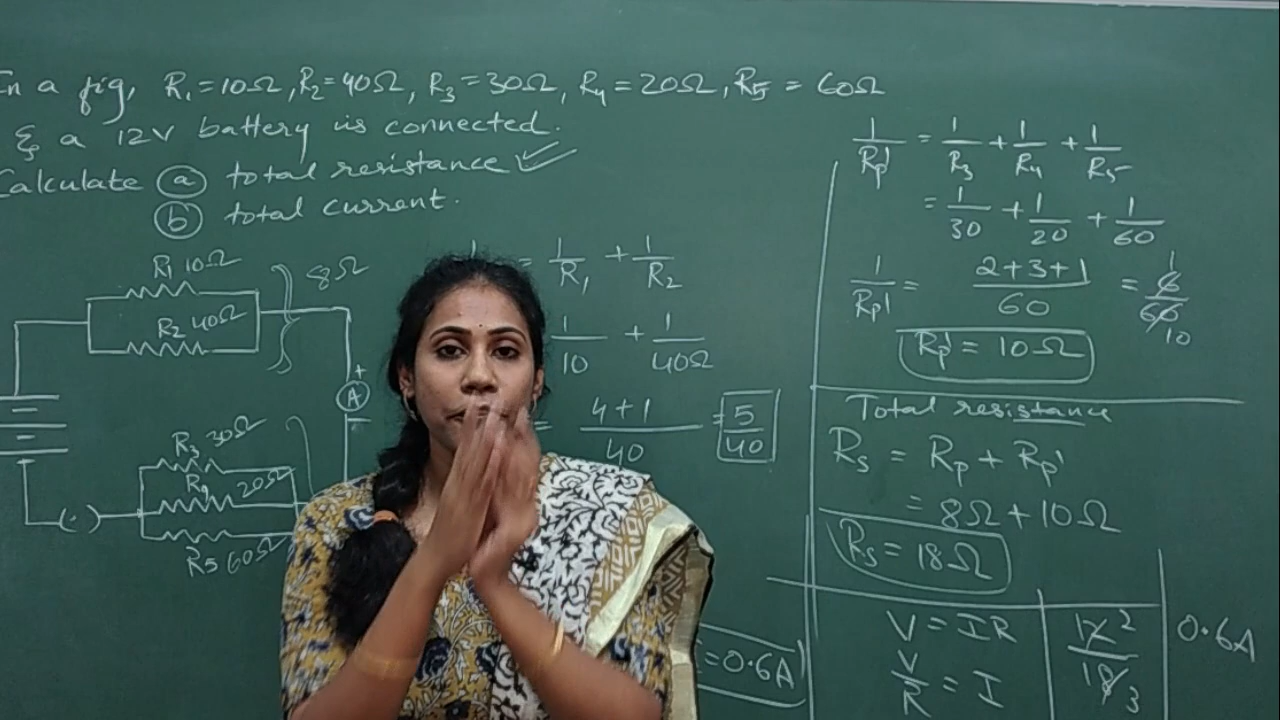 In a fig, R₁=10Ω, R₂=40Ω, R₃=30Ω, R₄=20Ω, R₅ = 60Ω
& a 12V battery is connected.
Calculate (a) total resistance
(b) total current.
R₁ 10Ω
8Ω
R₂ 40Ω
+
A
R₃ 30Ω
R₄ 20Ω
R₅ 60Ω
(.)
1/ = 1/R₁ + 1/R₂
1/10 + 1/40Ω
= 4+1/40 = 5/40
=0.6A
1/Rp' = 1/R₃ + 1/R₄ + 1/R₅
= 1/30 + 1/20 + 1/60
1/Rp' = 2+3+1/60 = 6/60 1 10
Rp' = 10Ω
Total resistance
Rs = Rp + Rp'
= 8Ω + 10Ω
Rs = 18Ω
V = IR
V/R = I
12 2/18 3
0.6A